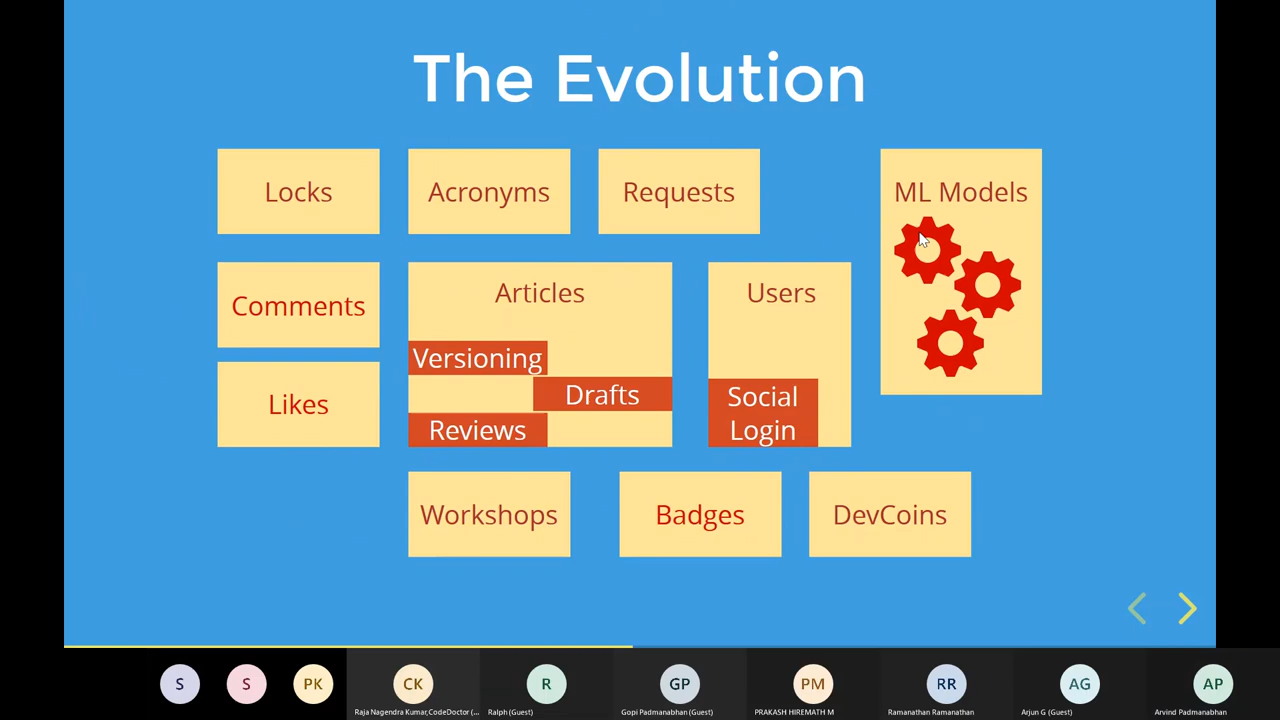 The Evolution
Locks
Acronyms
Requests
ML Models
Comments
Articles
Users
Versioning
Drafts
Social
Login
Likes
Reviews
Workshops
Badges
DevCoins
S
S
PK
CK
R
GP
PM
RR
AG
AP
Raja Nagendra Kumar,CodeDoctor (...
Ralph (Guest)
Gopi Padmanabhan (Guest)
PRAKASH HIREMATH M
Ramanathan Ramanathan
Arjun G (Guest)
Arvind Padmanabhan